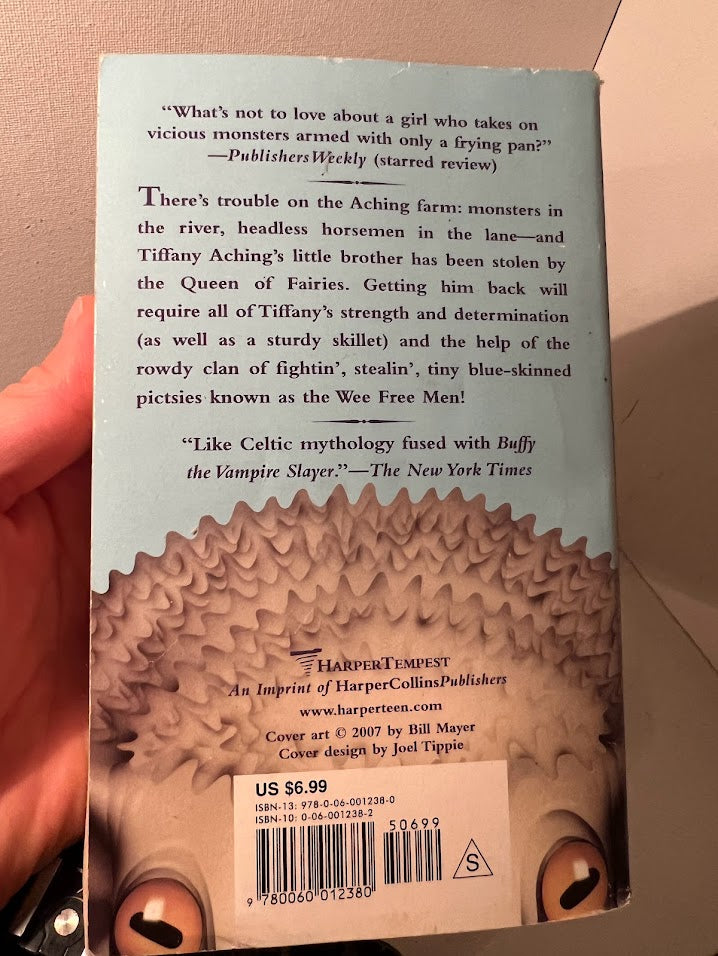 “What’s not to love about a girl who takes on
vicious monsters armed with only a frying pan?”
—Publishers Weekly (starred review)
There’s trouble on the Aching farm: monsters in
the river, headless horsemen in the lane—and
Tiffany Aching’s little brother has been stolen by
the Queen of Fairies. Getting him back will
require all of Tiffany’s strength and determination
(as well as a sturdy skillet) and the help of the
rowdy clan of fightin’, stealin’, tiny blue-skinned
pictsies known as the Wee Free Men!
“Like Celtic mythology fused with Buffy
the Vampire Slayer.”—The New York Times
HARPERTEMPEST
An Imprint of HarperCollinsPublishers
www.harperteen.com
Cover art © 2007 by Bill Mayer
Cover design by Joel Tippie
US $6.99
ISBN-13: 978-0-06-001238-0
ISBN-10: 0-06-001238-2
50699
S
9 780060 012380